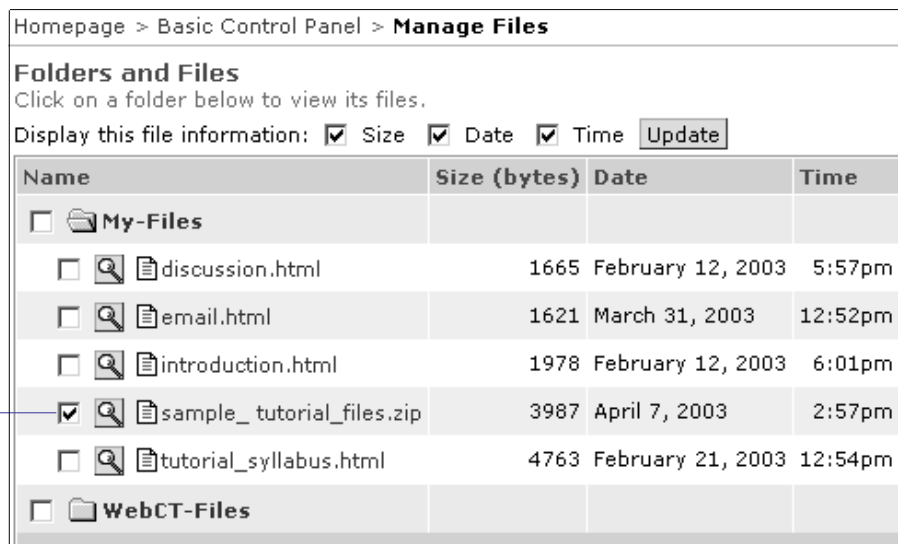 Homepage > Basic Control Panel > Manage Files
Folders and Files
Click on a folder below to view its files.
Display this file information: Size Date Time Update
Name Size (bytes) Date Time
My-Files
discussion.html 1665 February 12, 2003 5:57pm
email.html 1621 March 31, 2003 12:52pm
introduction.html 1978 February 12, 2003 6:01pm
sample_ tutorial_files.zip 3987 April 7, 2003 2:57pm
tutorial_syllabus.html 4763 February 21, 2003 12:54pm
WebCT-Files